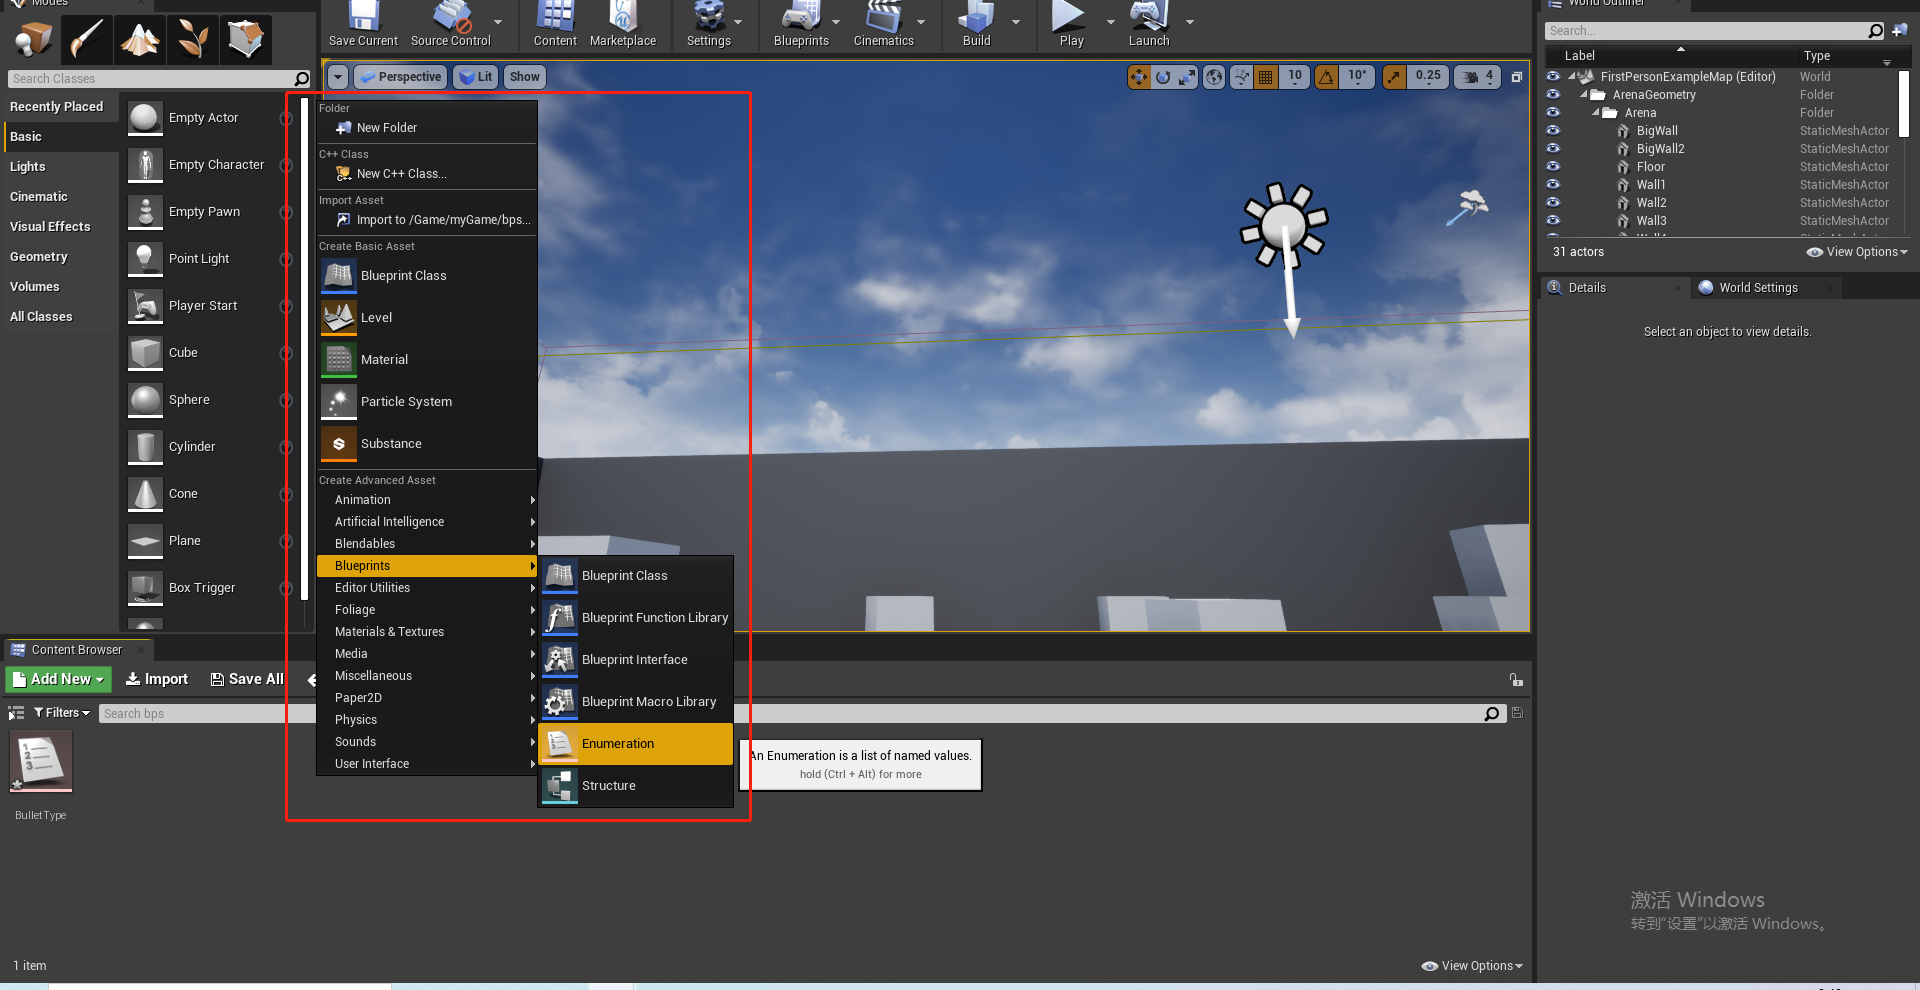 Modes
World Outliner
Save Current
Source Control
Content
Marketplace
Settings
Blueprints
Cinematics
Build
Play
Launch
Search Classes
Recently Placed
Basic
Lights
Cinematic
Visual Effects
Geometry
Volumes
All Classes
Empty Actor
Empty Character
Empty Pawn
Point Light
Player Start
Cube
Sphere
Cylinder
Cone
Plane
Box Trigger
Perspective
Lit
Show
10
10°
0.25
4
Folder
New Folder
C++ Class
New C++ Class...
Import Asset
Import to /Game/myGame/bps...
Create Basic Asset
Blueprint Class
Level
Material
Particle System
Substance
Create Advanced Asset
Animation
Artificial Intelligence
Blendables
Blueprints
Editor Utilities
Foliage
Materials & Textures
Media
Miscellaneous
Paper2D
Physics
Sounds
User Interface
Blueprint Class
Blueprint Function Library
Blueprint Interface
Blueprint Macro Library
Enumeration
Structure
An Enumeration is a list of named values.
hold (Ctrl + Alt) for more
Search...
Label Type
FirstPersonExampleMap (Editor) World
ArenaGeometry Folder
Arena Folder
BigWall StaticMeshActor
BigWall2 StaticMeshActor
Floor StaticMeshActor
Wall1 StaticMeshActor
Wall2 StaticMeshActor
Wall3 StaticMeshActor
31 actors
View Options
Details
World Settings
Select an object to view details.
Content Browser
Add New
Import
Save All
Filters
Search bps
BulletType
1 item
View Options
激活 Windows
转到"设置"以激活 Windows。